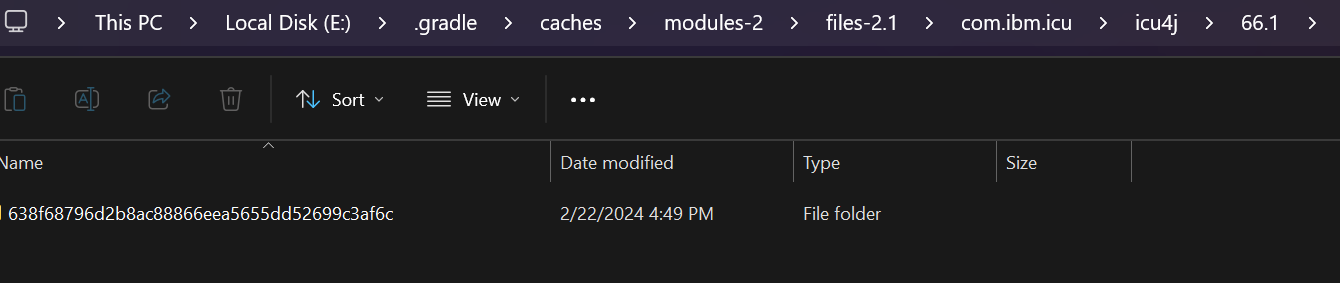 This PC > Local Disk (E:) > .gradle > caches > modules-2 > files-2.1 > com.ibm.icu > icu4j > 66.1 >
Sort View
Name Date modified Type Size
638f68796d2b8ac88866eea5655dd52699c3af6c 2/22/2024 4:49 PM File folder